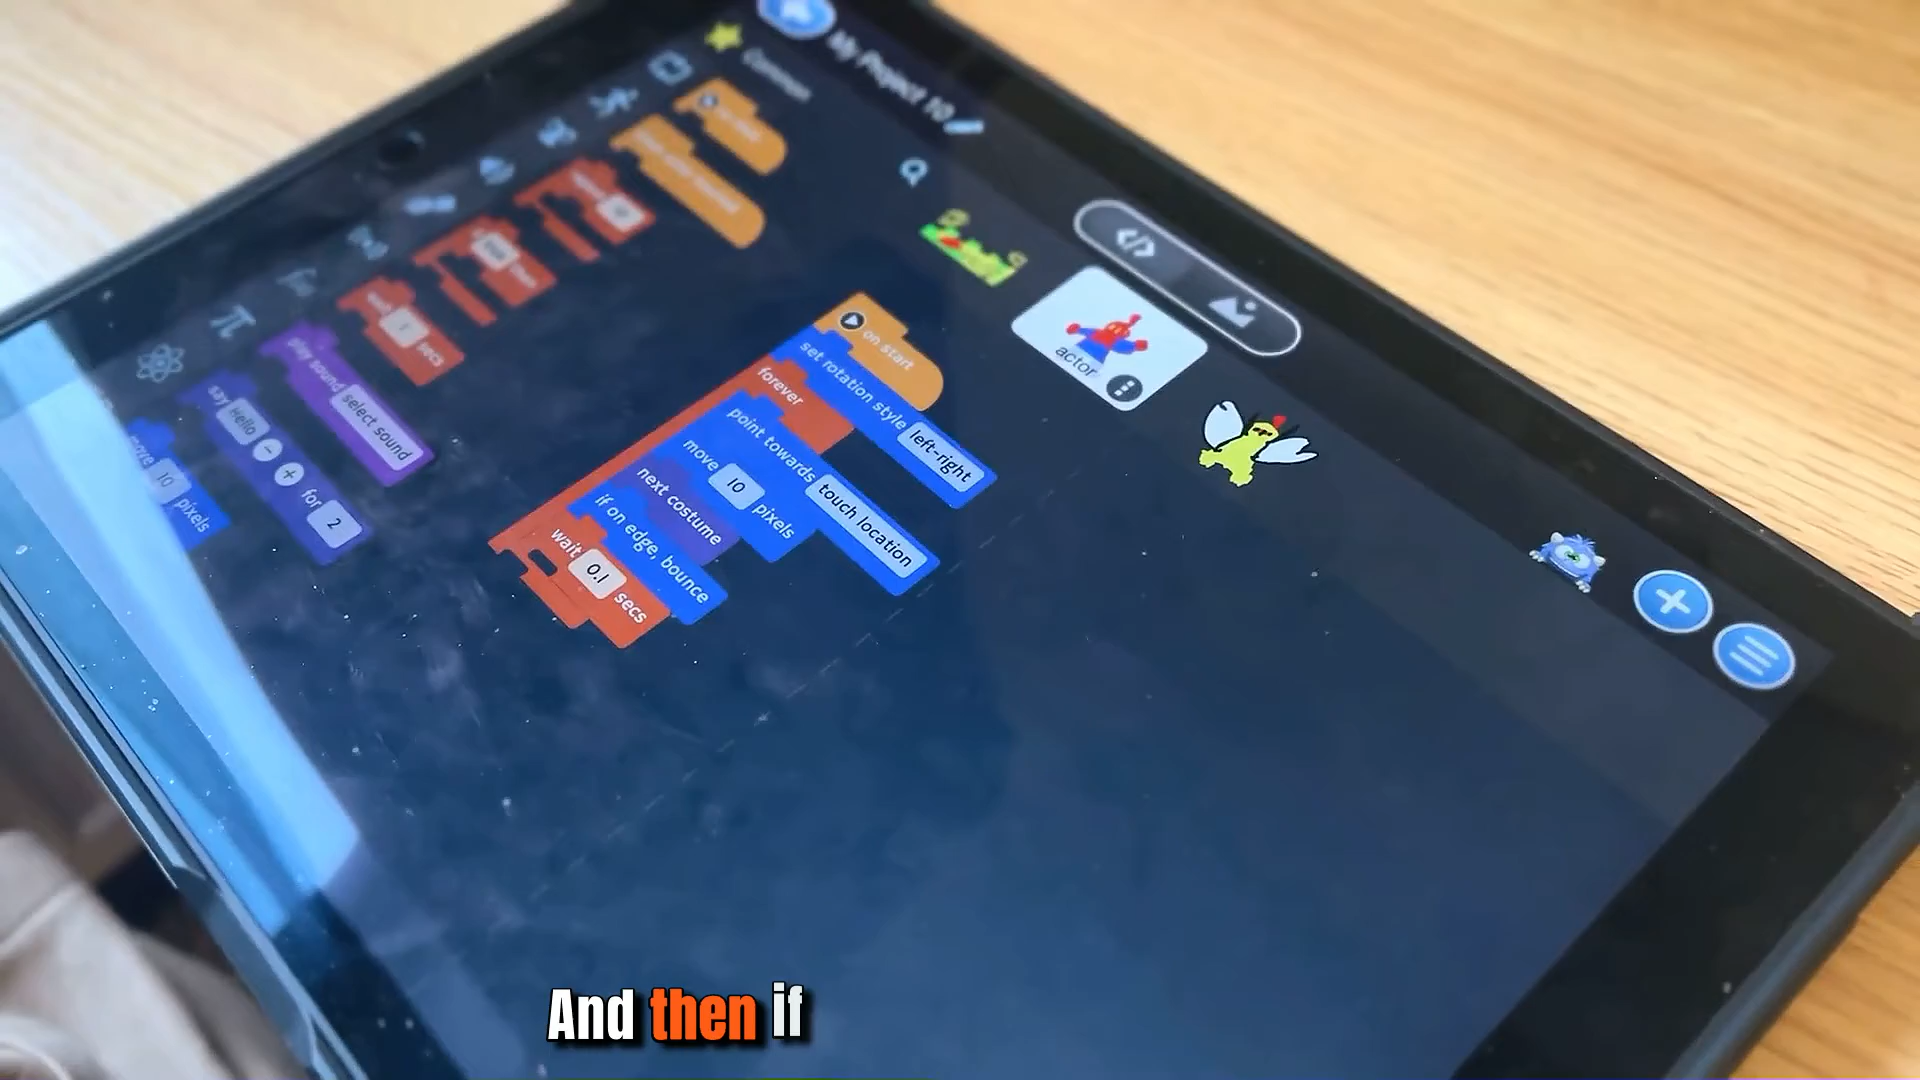 My Project 10
Common
on start
set rotation style left-right
forever
point towards touch location
move 10 pixels
next costume
if on edge, bounce
wait 0.1 secs
1 secs
play sound select sound
say Hello - + for 2
move 10 pixels
actor
And then if